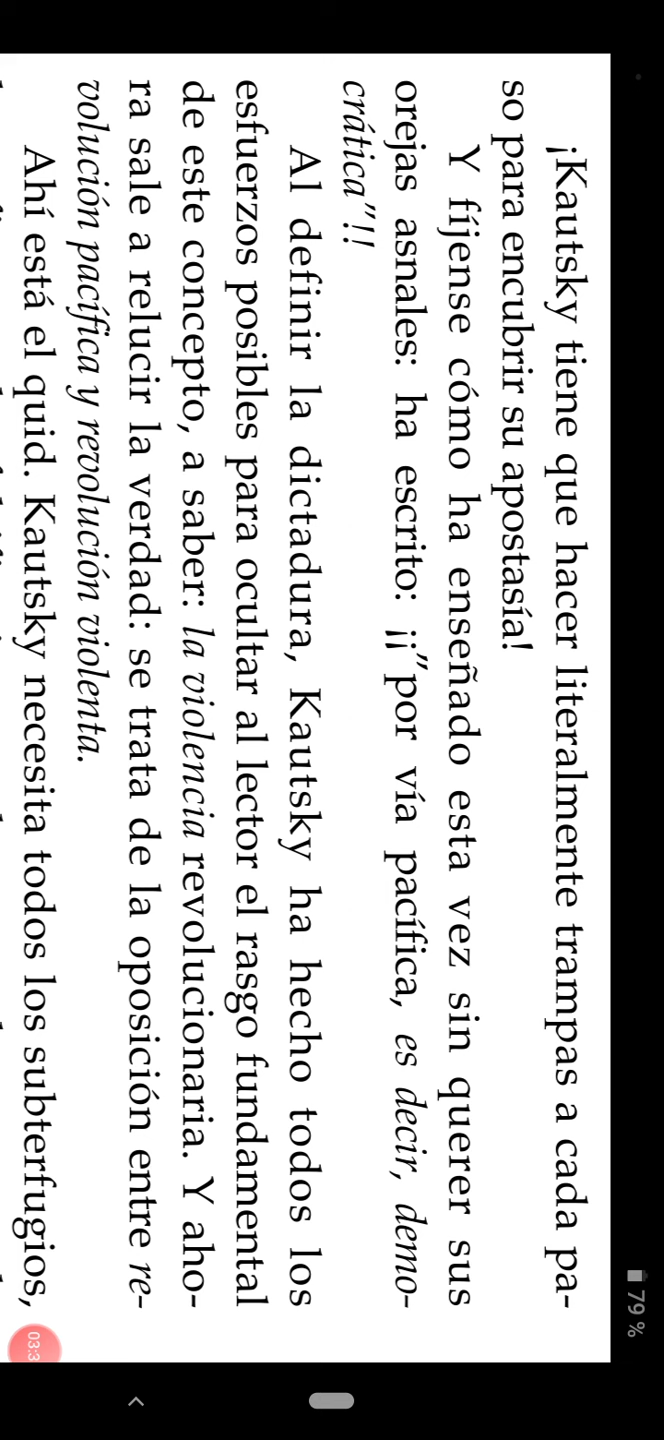 79 %
¡Kautsky tiene que hacer literalmente trampas a cada pa-
so para encubrir su apostasía!
Y fíjense cómo ha enseñado esta vez sin querer sus
orejas asnales: ha escrito: ¡¡"por vía pacífica, es decir, demo-
crática"!!
Al definir la dictadura, Kautsky ha hecho todos los
esfuerzos posibles para ocultar al lector el rasgo fundamental
de este concepto, a saber: la violencia revolucionaria. Y aho-
ra sale a relucir la verdad: se trata de la oposición entre re-
volución pacífica y revolución violenta.
Ahí está el quid. Kautsky necesita todos los subterfugios,
03:3